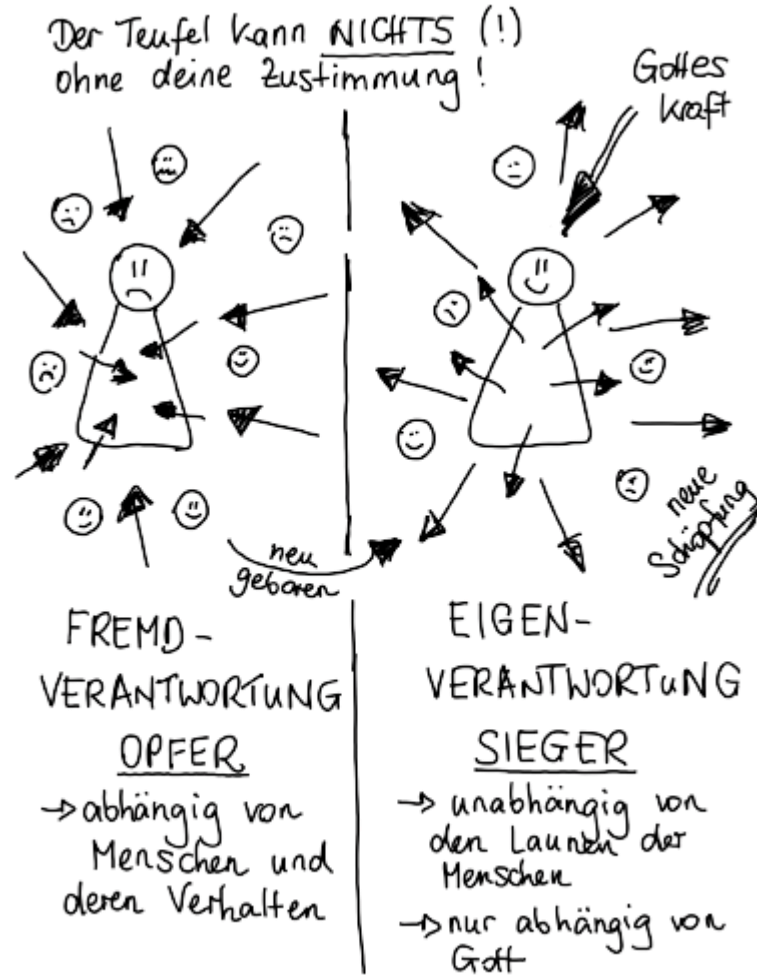 Der Teufel kann NICHTS (!)
ohne deine Zustimmung!
Gottes
Kraft
neu
geboren
neue
Schöpfung
FREMD-
VERANTWORTUNG
OPFER
→ abhängig von
Menschen und
deren Verhalten
EIGEN-
VERANTWORTUNG
SIEGER
→ unabhängig von
den Launen der
Menschen
→ nur abhängig von
Gott